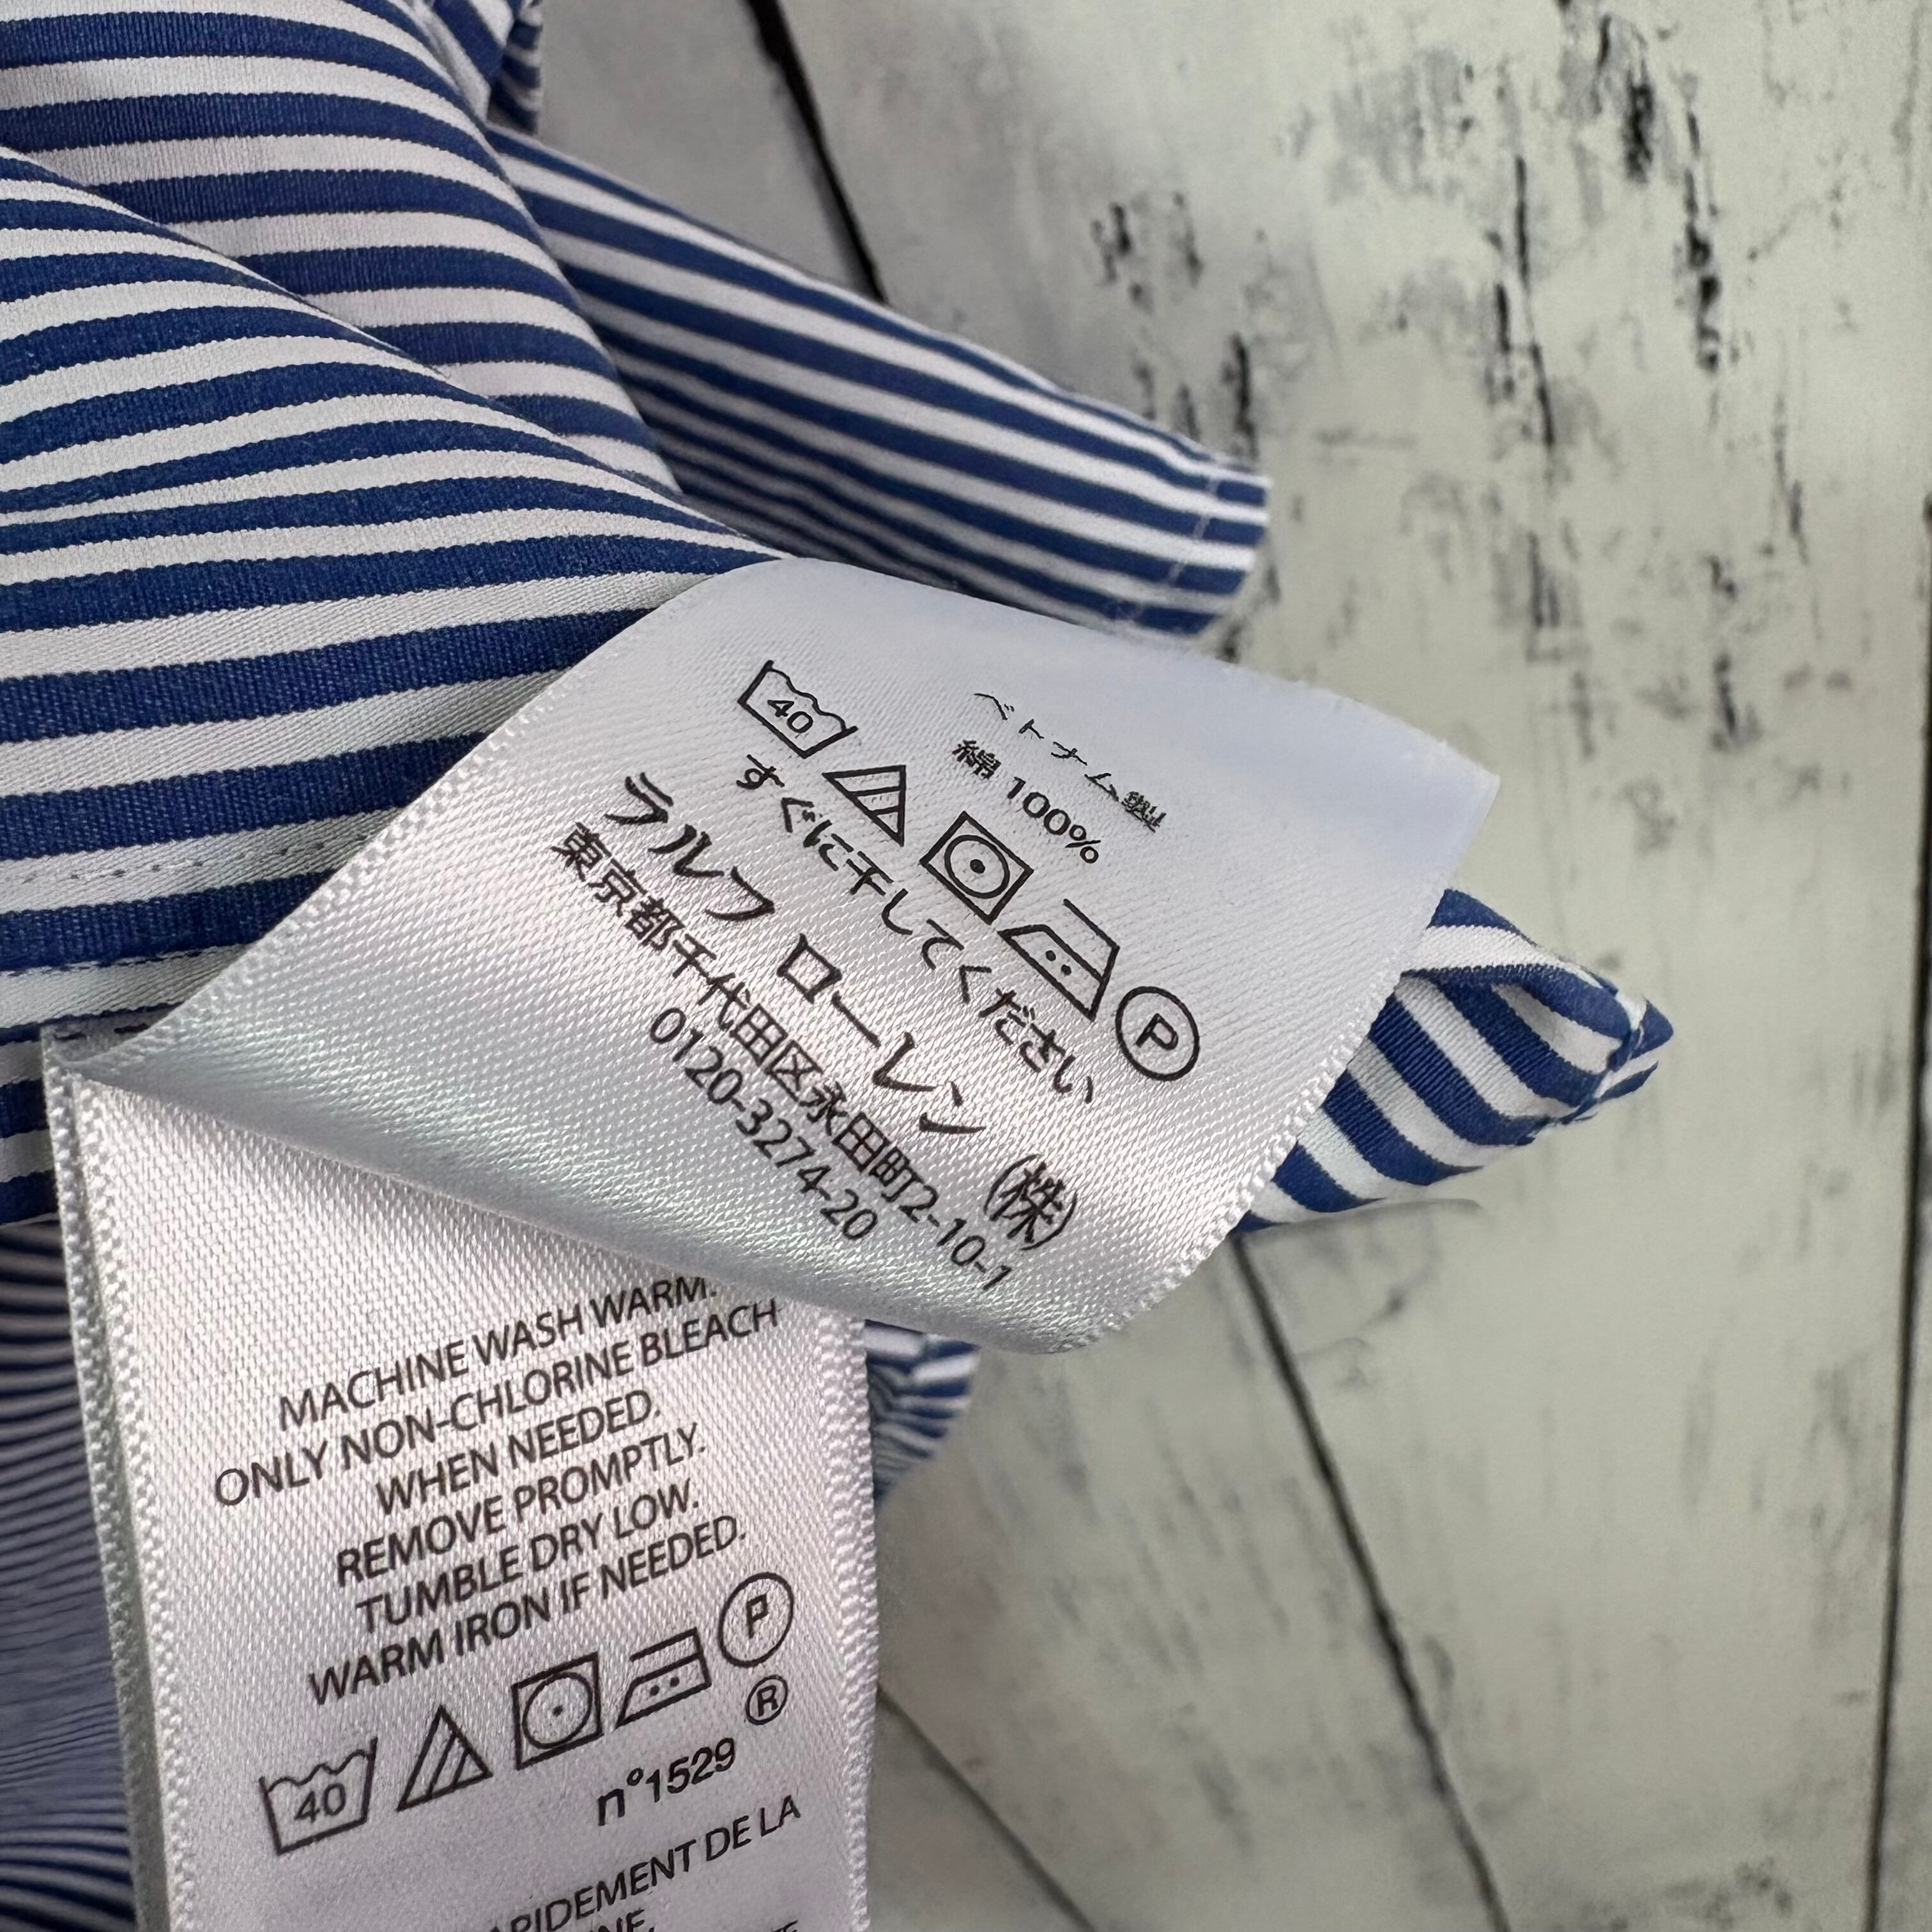 ベトナム製
綿 100%
40
P
すぐに干してください
ラルフ ローレン (株)
東京都千代田区永田町2-10-1
0120-3274-20
MACHINE WASH WARM.
ONLY NON-CHLORINE BLEACH
WHEN NEEDED.
REMOVE PROMPTLY.
TUMBLE DRY LOW.
WARM IRON IF NEEDED.
40
P
®
n°1529
DE LA